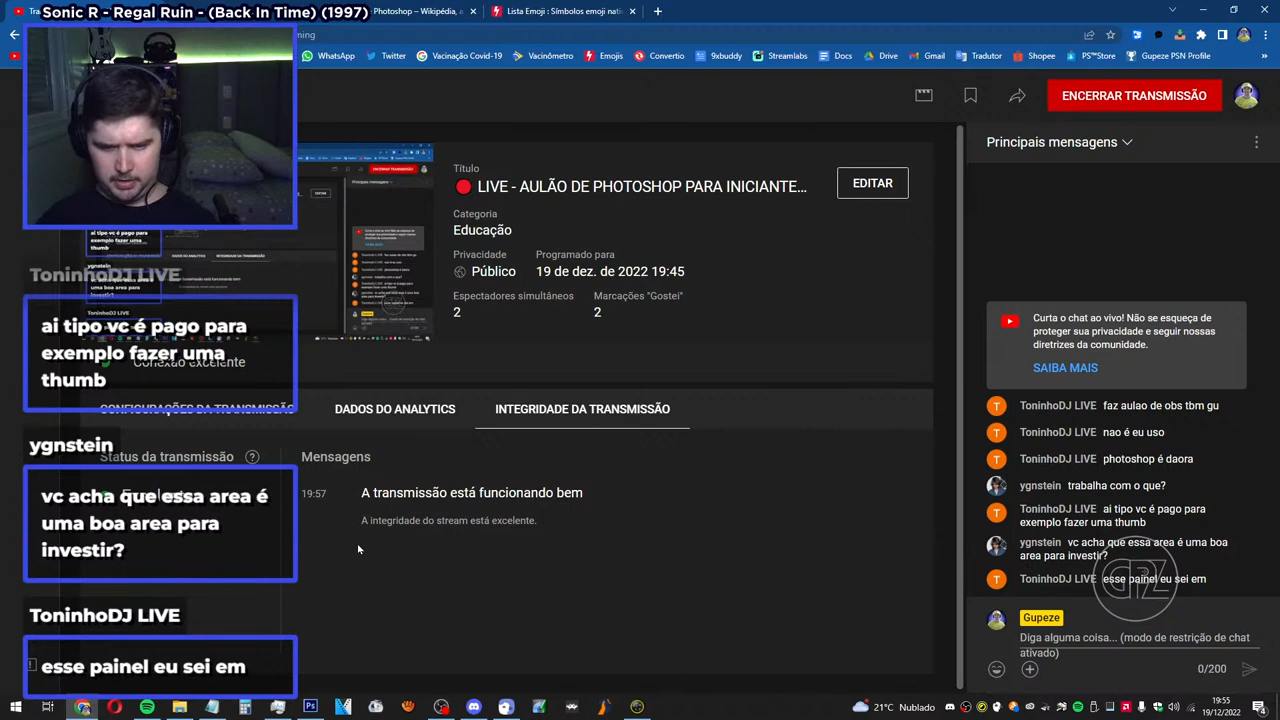 Sonic R - Regal Ruin - (Back In Time) (1997)
Photoshop – Wikipédia,
Lista Emoji: Símbolos emoji nati
WhatsApp
Twitter
Vacinação Covid-19
Vacinômetro
Emojis
Convertio
9xbuddy
Streamlabs
Docs
Drive
Gmail
Tradutor
Shopee
PS™Store
Gupeze PSN Profile
ENCERRAR TRANSMISSÃO
Título
LIVE - AULÃO DE PHOTOSHOP PARA INICIANTE...
EDITAR
Categoria
Educação
Privacidade
Programado para
Público
19 de dez. de 2022 19:45
Espectadores simultâneos
Marcações "Gostei"
2
2
Conexão excelente
CONFIGURAÇÕES DA TRANSMISSÃO
DADOS DO ANALYTICS
INTEGRIDADE DA TRANSMISSÃO
Status da transmissão
Mensagens
19:57
A transmissão está funcionando bem
A integridade do stream está excelente.
ToninhoDJ LIVE
ai tipo vc é pago para
exemplo fazer uma
thumb
ygnstein
vc acha que essa area é
uma boa area para
investir?
ToninhoDJ LIVE
esse painel eu sei em
Principais mensagens
Curta o chat ao vivo! Não se esqueça de
proteger sua privacidade e seguir nossas
diretrizes da comunidade.
SAIBA MAIS
ToninhoDJ LIVE faz aulao de obs tbm gu
ToninhoDJ LIVE nao é eu uso
ToninhoDJ LIVE photoshop é daora
ygnstein trabalha com o que?
ToninhoDJ LIVE ai tipo vc é pago para
exemplo fazer uma thumb
ygnstein vc acha que essa area é uma boa
area para investir?
ToninhoDJ LIVE esse painel eu sei em
Gupeze
Diga alguma coisa... (modo de restrição de chat
ativado)
0/200
21°C Nublado
19:55
19/12/2022